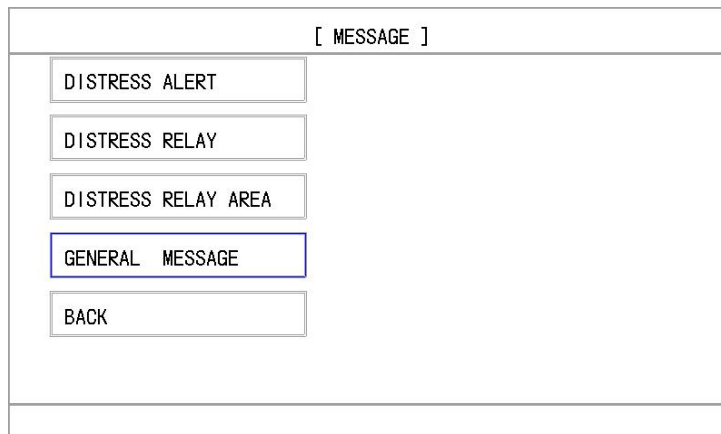 [ MESSAGE ]
DISTRESS ALERT
DISTRESS RELAY
DISTRESS RELAY AREA
GENERAL  MESSAGE
BACK